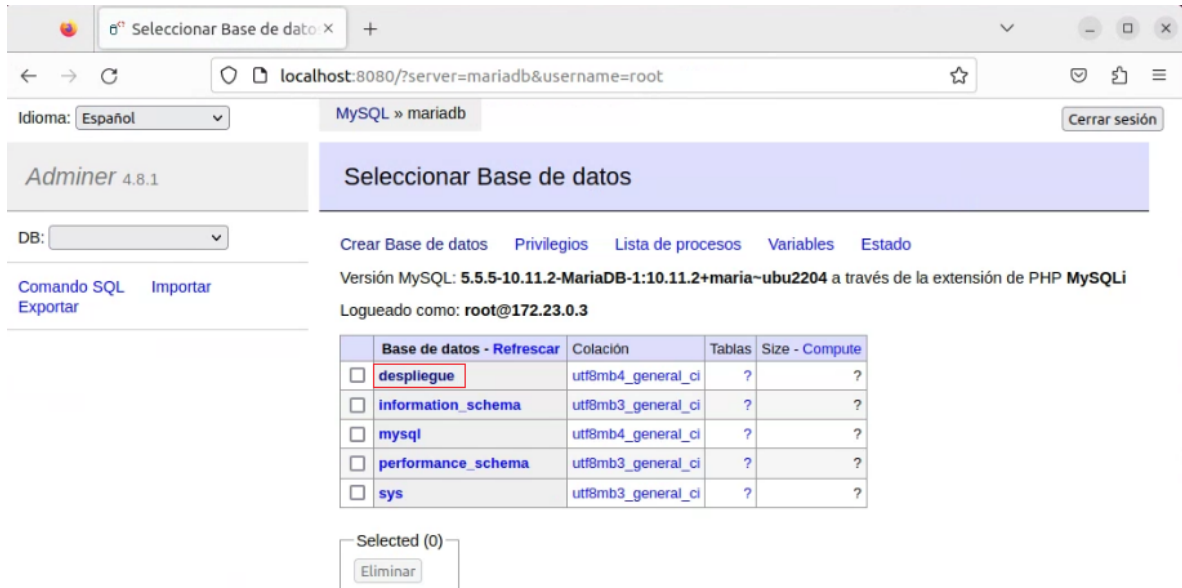 Seleccionar Base de dato
localhost:8080/?server=mariadb&username=root
Idioma: Español
MySQL » mariadb
Cerrar sesión
Adminer 4.8.1
Seleccionar Base de datos
DB:
Crear Base de datos Privilegios Lista de procesos Variables Estado
Comando SQL Importar
Exportar
Versión MySQL: 5.5.5-10.11.2-MariaDB-1:10.11.2+maria~ubu2204 a través de la extensión de PHP MySQLi
Logueado como: root@172.23.0.3
Base de datos - Refrescar Colación Tablas Size - Compute
despliegue utf8mb4_general_ci ? ?
information_schema utf8mb3_general_ci ? ?
mysql utf8mb4_general_ci ? ?
performance_schema utf8mb3_general_ci ? ?
sys utf8mb3_general_ci ? ?
Selected (0)
Eliminar